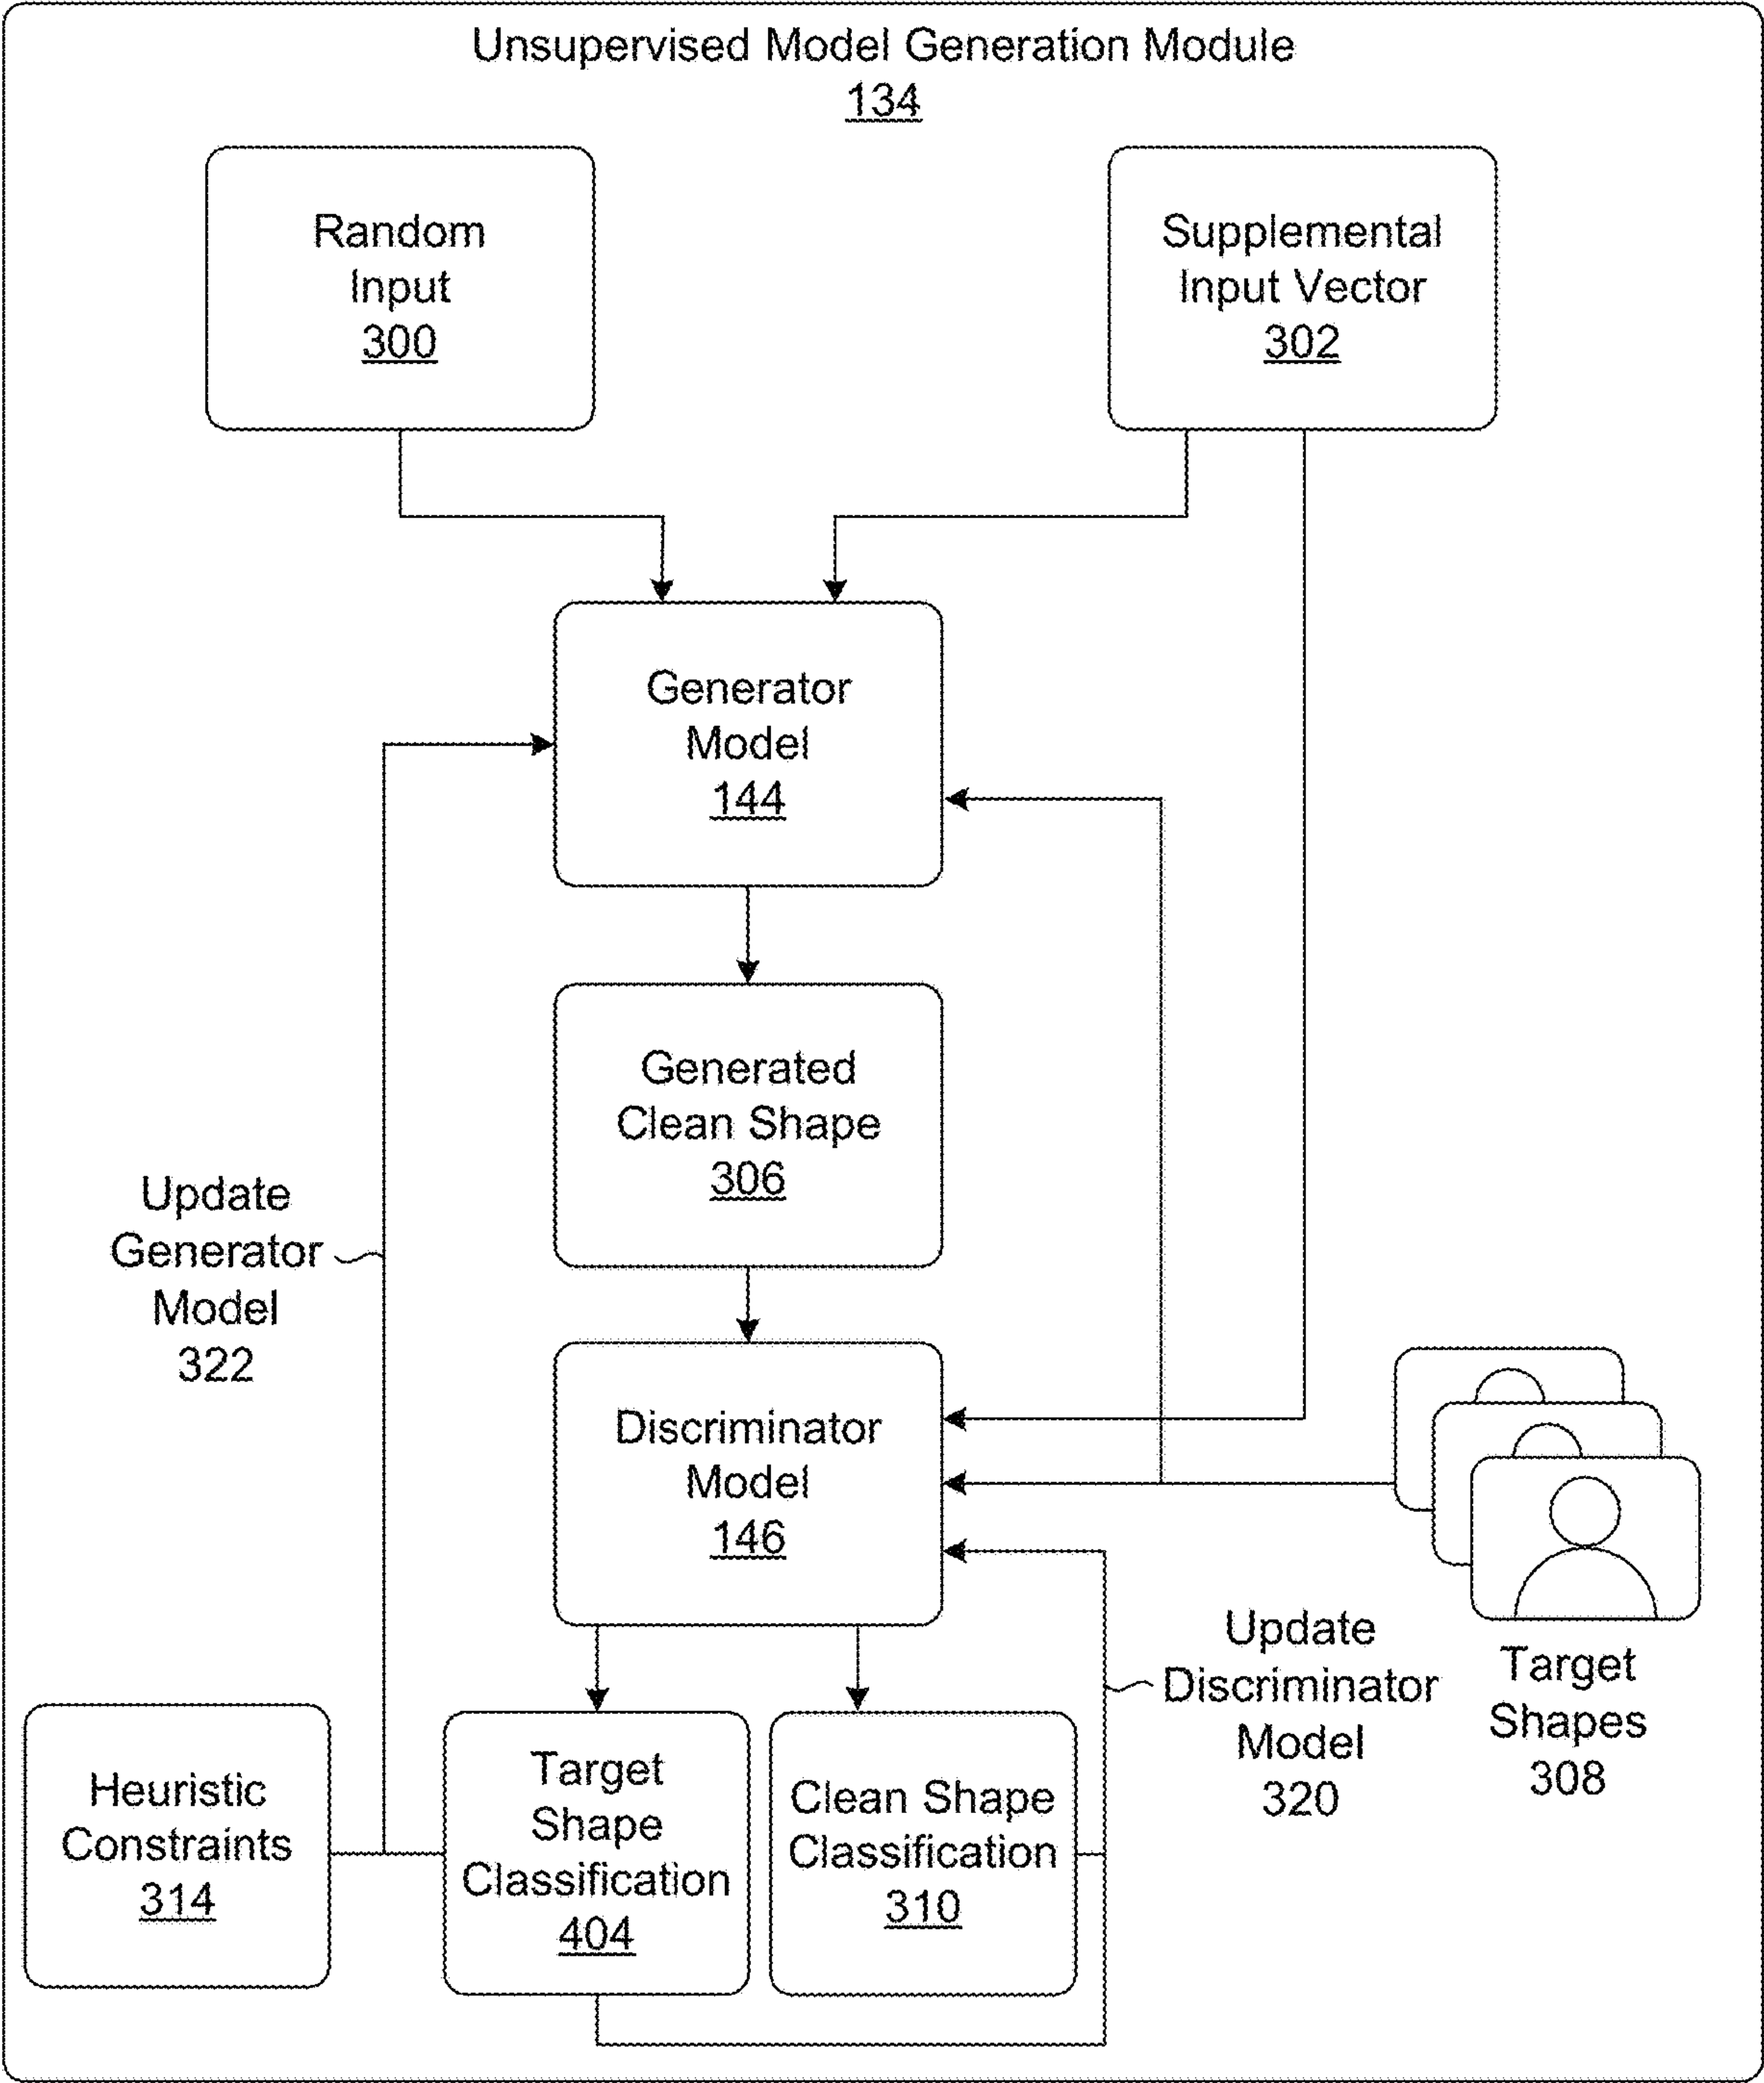 Unsupervised Model Generation Module
134
Random
Input
300
Supplemental
Input Vector
302
Generator
Model
144
Generated
Clean Shape
306
Update
Generator
Model
322
Discriminator
Model
146
Update
Discriminator
Model
320
Target
Shapes
308
Heuristic
Constraints
314
Target
Shape
Classification
404
Clean Shape
Classification
310